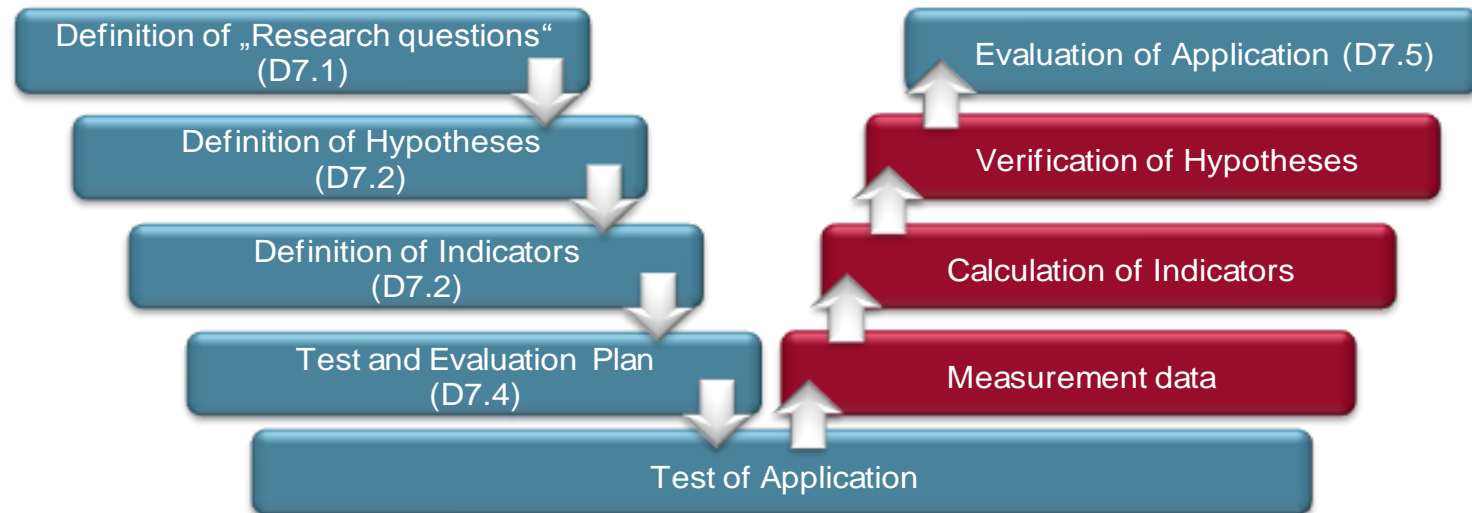 Definition of „Research questions“
(D7.1)
Definition of Hypotheses
(D7.2)
Definition of Indicators
(D7.2)
Test and Evaluation Plan
(D7.4)
Test of Application
Measurement data
Calculation of Indicators
Verification of Hypotheses
Evaluation of Application (D7.5)